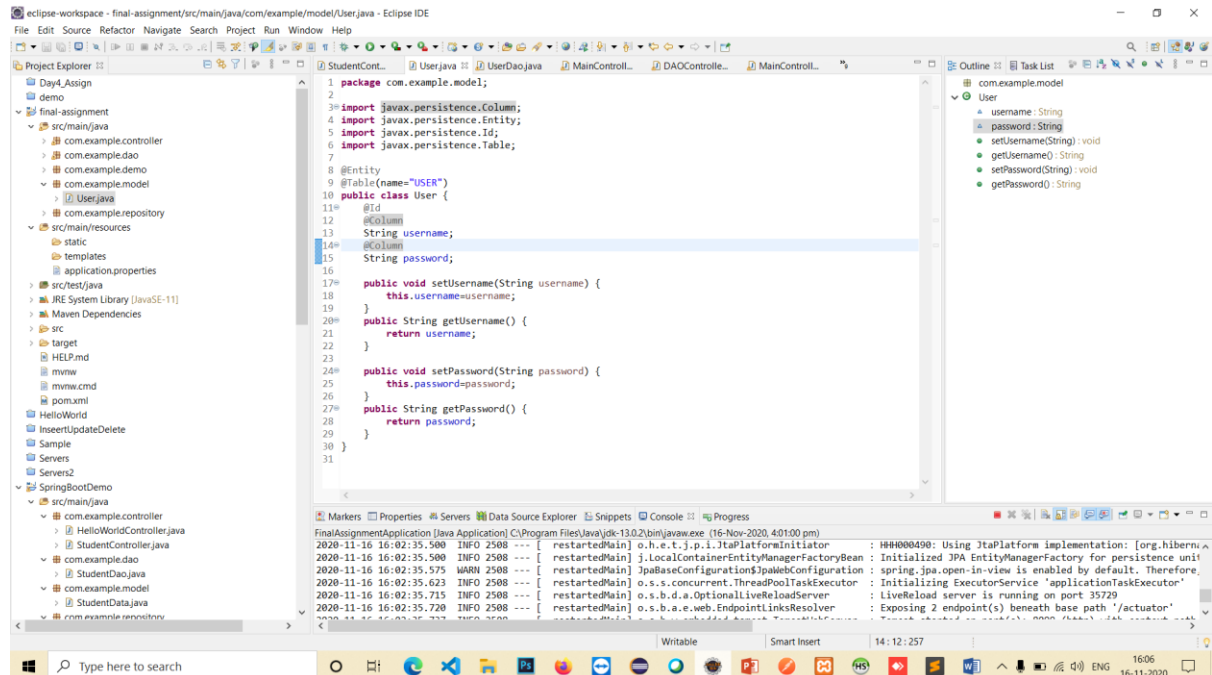 eclipse-workspace - final-assignment/src/main/java/com/example/model/User.java - Eclipse IDE
File Edit Source Refactor Navigate Search Project Run Window Help
Project Explorer
Day4_Assign
demo
final-assignment
src/main/java
com.example.controller
com.example.dao
com.example.demo
com.example.model
User.java
com.example.repository
src/main/resources
static
templates
application.properties
src/test/java
JRE System Library [JavaSE-11]
Maven Dependencies
src
target
HELP.md
mvnw
mvnw.cmd
pom.xml
HelloWorld
InseertUpdateDelete
Sample
Servers
Servers2
SpringBootDemo
src/main/java
com.example.controller
HelloWorldController.java
StudentController.java
com.example.dao
StudentDao.java
com.example.model
StudentData.java
com.example.repository
StudentCont... User.java UserDao.java MainControll... DAOControlle... MainControll...
1 package com.example.model;
2
3 import javax.persistence.Column;
4 import javax.persistence.Entity;
5 import javax.persistence.Id;
6 import javax.persistence.Table;
7
8 @Entity
9 @Table(name="USER")
10 public class User {
11 @Id
12 @Column
13 String username;
14 @Column
15 String password;
16
17 public void setUsername(String username) {
18 this.username=username;
19 }
20 public String getUsername() {
21 return username;
22 }
23
24 public void setPassword(String password) {
25 this.password=password;
26 }
27 public String getPassword() {
28 return password;
29 }
30 }
31
Outline Task List
com.example.model
User
username : String
password : String
setUsername(String) : void
getUsername() : String
setPassword(String) : void
getPassword() : String
Markers Properties Servers Data Source Explorer Snippets Console Progress
FinalAssignmentApplication [Java Application] C:\Program Files\Java\jdk-13.0.2\bin\javaw.exe (16-Nov-2020, 4:01:00 pm)
2020-11-16 16:02:35.500 INFO 2508 --- [ restartedMain] o.h.e.t.j.p.i.JtaPlatformInitiator : HHH000490: Using JtaPlatform implementation: [org.hibern
2020-11-16 16:02:35.500 INFO 2508 --- [ restartedMain] j.LocalContainerEntityManagerFactoryBean : Initialized JPA EntityManagerFactory for persistence unit
2020-11-16 16:02:35.575 WARN 2508 --- [ restartedMain] JpaBaseConfiguration$JpaWebConfiguration : spring.jpa.open-in-view is enabled by default. Therefore,
2020-11-16 16:02:35.623 INFO 2508 --- [ restartedMain] o.s.s.concurrent.ThreadPoolTaskExecutor : Initializing ExecutorService 'applicationTaskExecutor'
2020-11-16 16:02:35.715 INFO 2508 --- [ restartedMain] o.s.b.d.a.OptionalLiveReloadServer : LiveReload server is running on port 35729
2020-11-16 16:02:35.720 INFO 2508 --- [ restartedMain] o.s.b.a.e.web.EndpointLinksResolver : Exposing 2 endpoint(s) beneath base path '/actuator'
Writable Smart Insert 14 : 12 : 257
Type here to search
ENG
16:06
16-11-2020